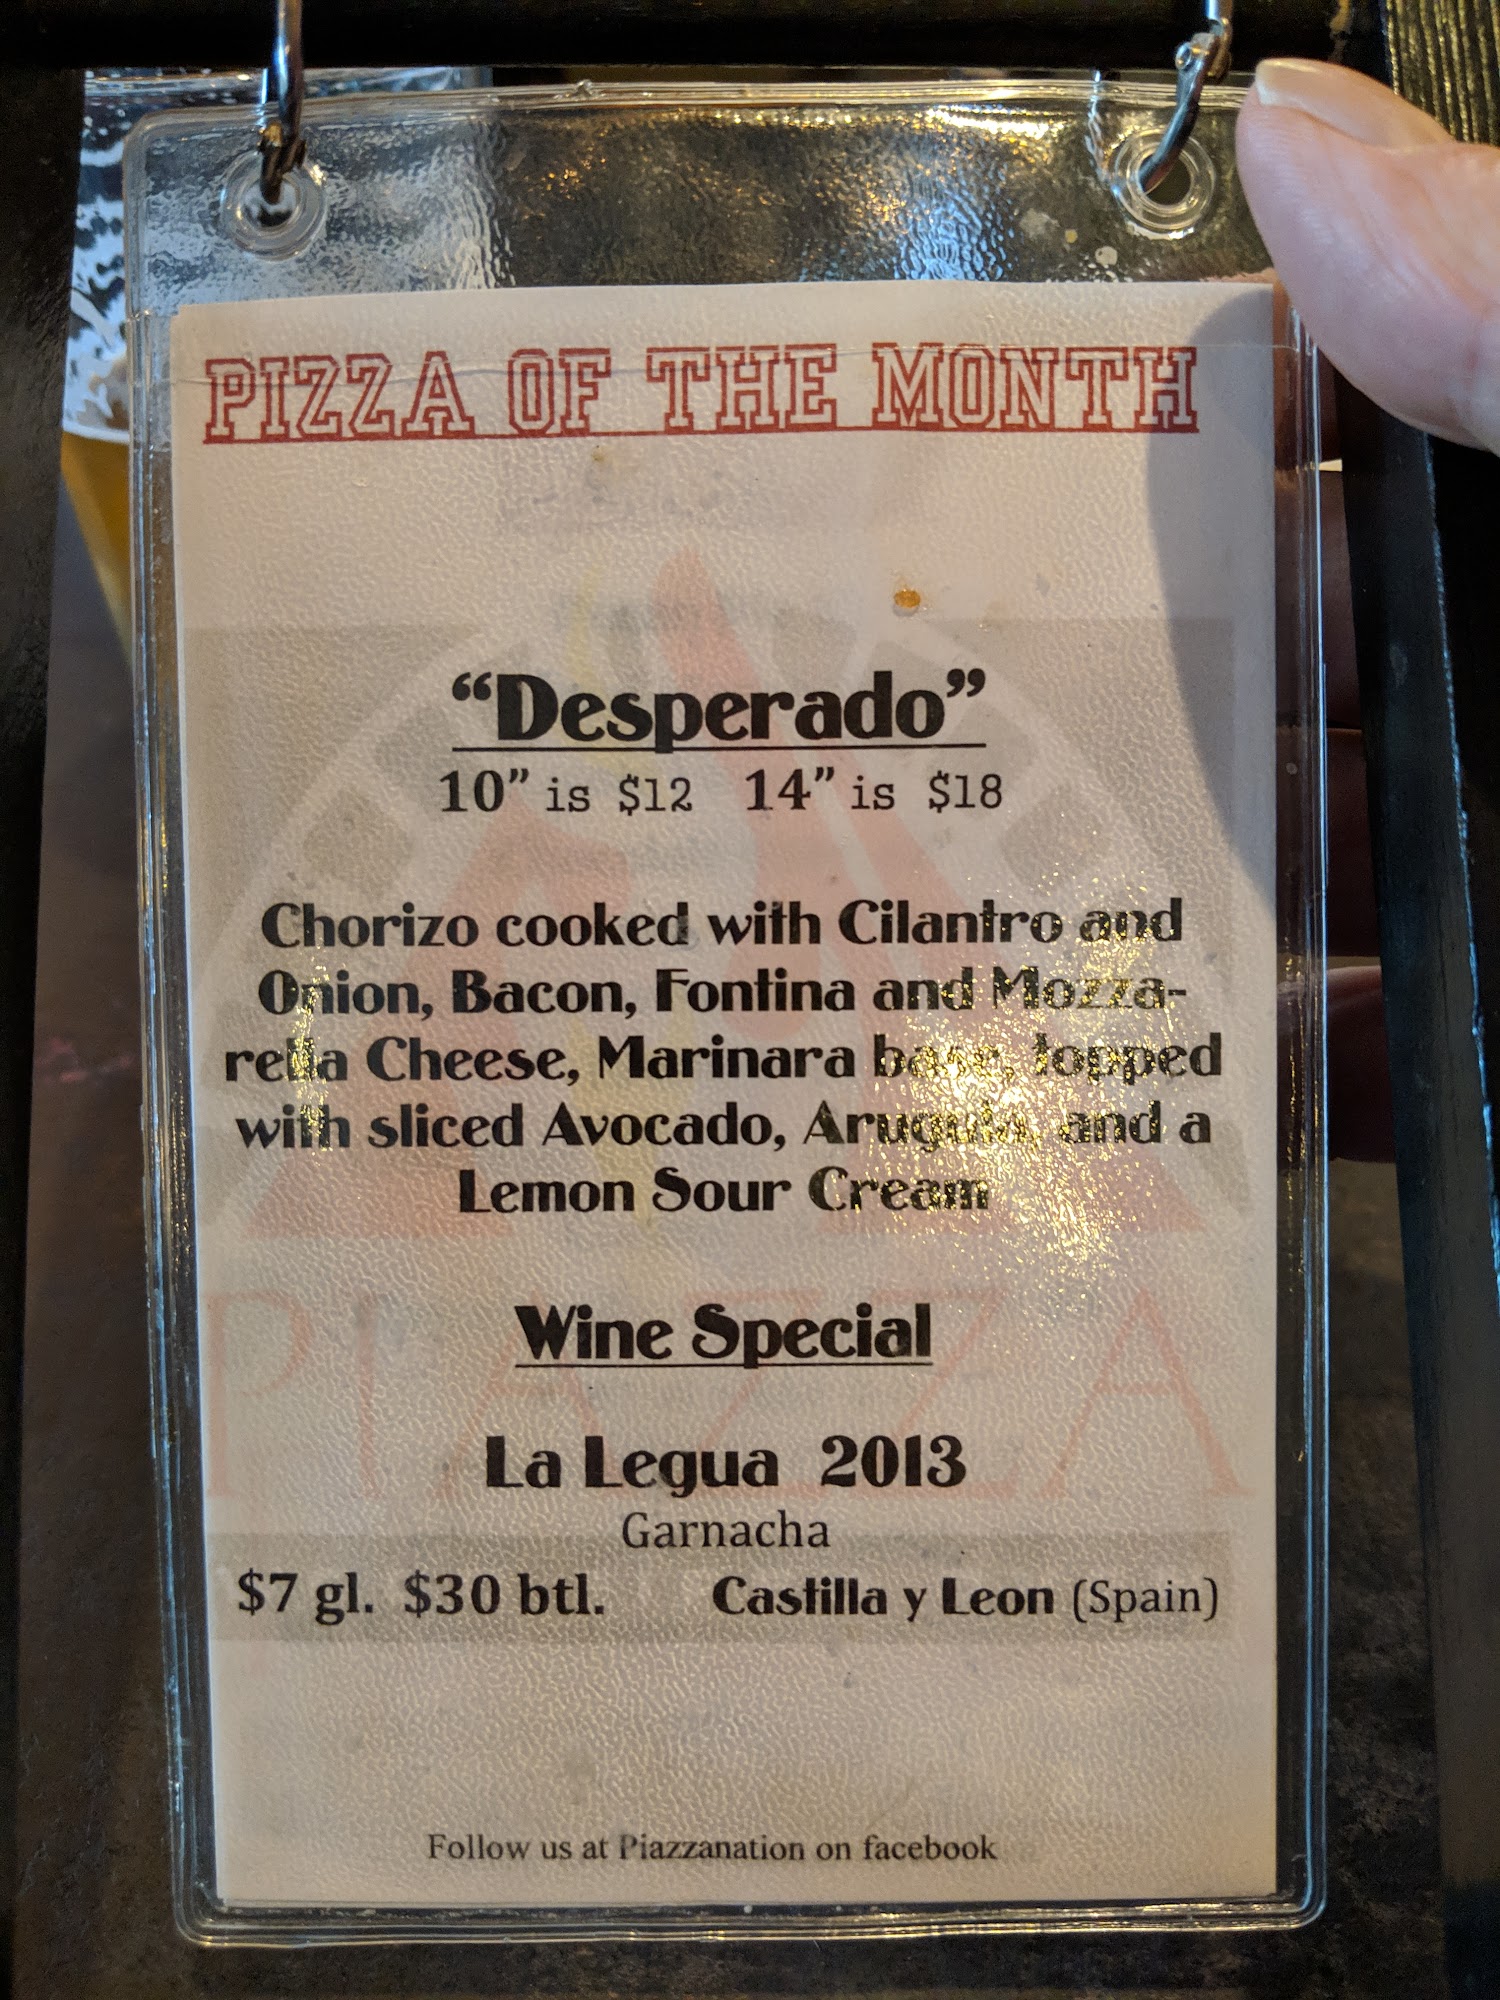 PIZZA OF THE MONTH
“Desperado”
10” is $12 14” is $18
Chorizo cooked with Cilantro and
Onion, Bacon, Fontina and Mozza-
rella Cheese, Marinara base, topped
with sliced Avocado, Arugula, and a
Lemon Sour Cream
PIAZZA
Wine Special
La Legua 2013
Garnacha
$7 gl. $30 btl. Castilla y Leon (Spain)
Follow us at Piazzanation on facebook